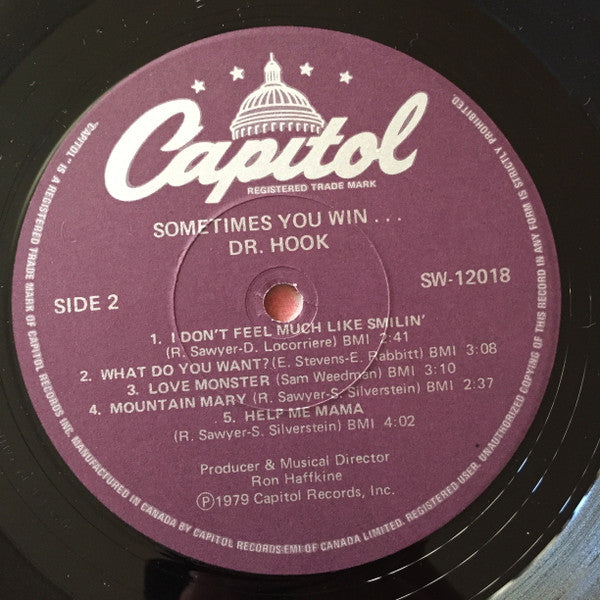 Capitol
REGISTERED TRADE MARK
SOMETIMES YOU WIN . . .
DR. HOOK
SIDE 2
SW-12018
1. I DON'T FEEL MUCH LIKE SMILIN'
(R. Sawyer-D. Locorriere) BMI 2:41
2. WHAT DO YOU WANT? (E. Stevens-E. Rabbitt) BMI 3:08
3. LOVE MONSTER (Sam Weedman) BMI 3:10
4. MOUNTAIN MARY (R. Sawyer-S. Silverstein) BMI 2:37
5. HELP ME MAMA
(R. Sawyer-S. Silverstein) BMI 4:02
Producer & Musical Director
Ron Haffkine
Ⓟ1979 Capitol Records, Inc.
"CAPITOL" IS A REGISTERED TRADE MARK OF CAPITOL RECORDS INC. MANUFACTURED IN CANADA BY CAPITOL RECORDS-EMI OF CANADA LIMITED. REGISTERED USER. UNAUTHORIZED COPYING OF THIS RECORD IN ANY FORM IS STRICTLY PROHIBITED.